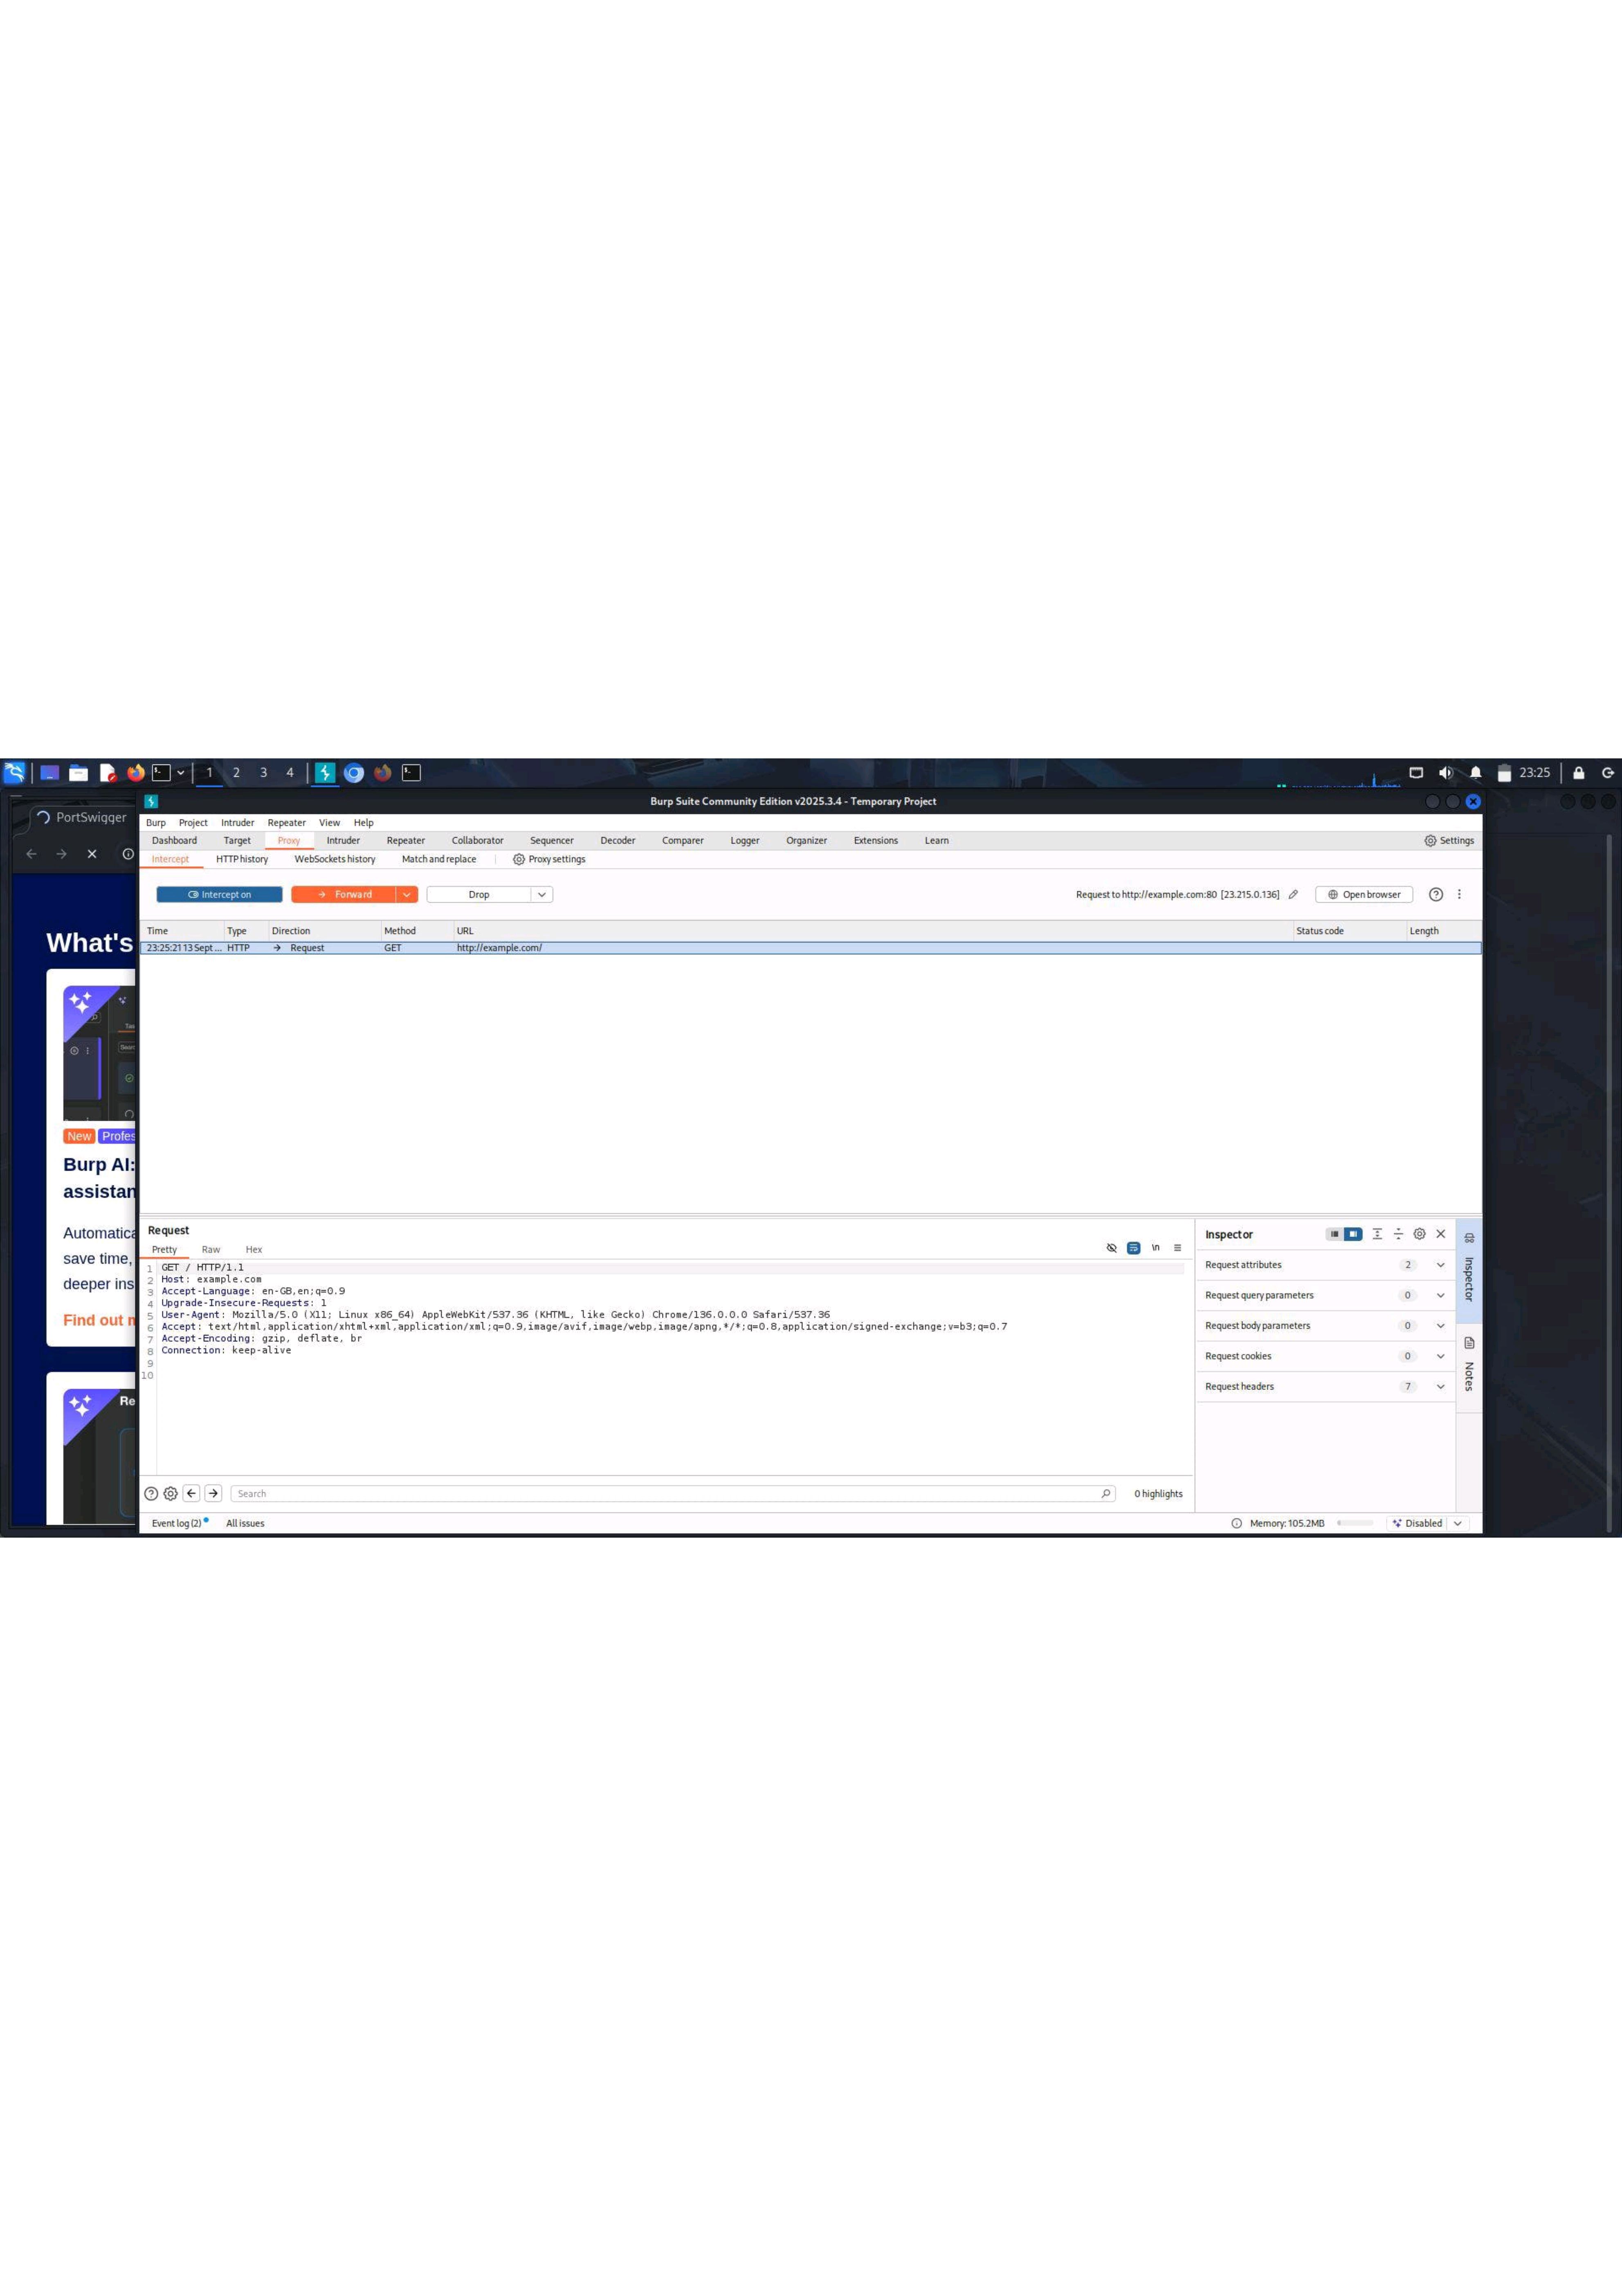 1 2 3 4 23:25
PortSwigger
Burp Suite Community Edition v2025.3.4 - Temporary Project
Burp Project Intruder Repeater View Help
Dashboard Target Proxy Intruder Repeater Collaborator Sequencer Decoder Comparer Logger Organizer Extensions Learn Settings
Intercept HTTP history WebSockets history Match and replace Proxy settings
Intercept on Forward Drop Request to http://example.com:80 [23.215.0.136] Open browser
Time Type Direction Method URL Status code Length
23:25:21 13 Sept... HTTP → Request GET http://example.com/
What's
New Profes
Burp AI:
assistan
Automatica
save time,
deeper ins
Find out m
Re
Request
Pretty Raw Hex \n
1 GET / HTTP/1.1
2 Host: example.com
3 Accept-Language: en-GB,en;q=0.9
4 Upgrade-Insecure-Requests: 1
5 User-Agent: Mozilla/5.0 (X11; Linux x86_64) AppleWebKit/537.36 (KHTML, like Gecko) Chrome/136.0.0.0 Safari/537.36
6 Accept: text/html,application/xhtml+xml,application/xml;q=0.9,image/avif,image/webp,image/apng,*/*;q=0.8,application/signed-exchange;v=b3;q=0.7
7 Accept-Encoding: gzip, deflate, br
8 Connection: keep-alive
9
10
Inspector
Request attributes 2
Request query parameters 0
Request body parameters 0
Request cookies 0
Request headers 7
Inspector
Notes
Search 0 highlights
Event log (2) All issues Memory: 105.2MB Disabled